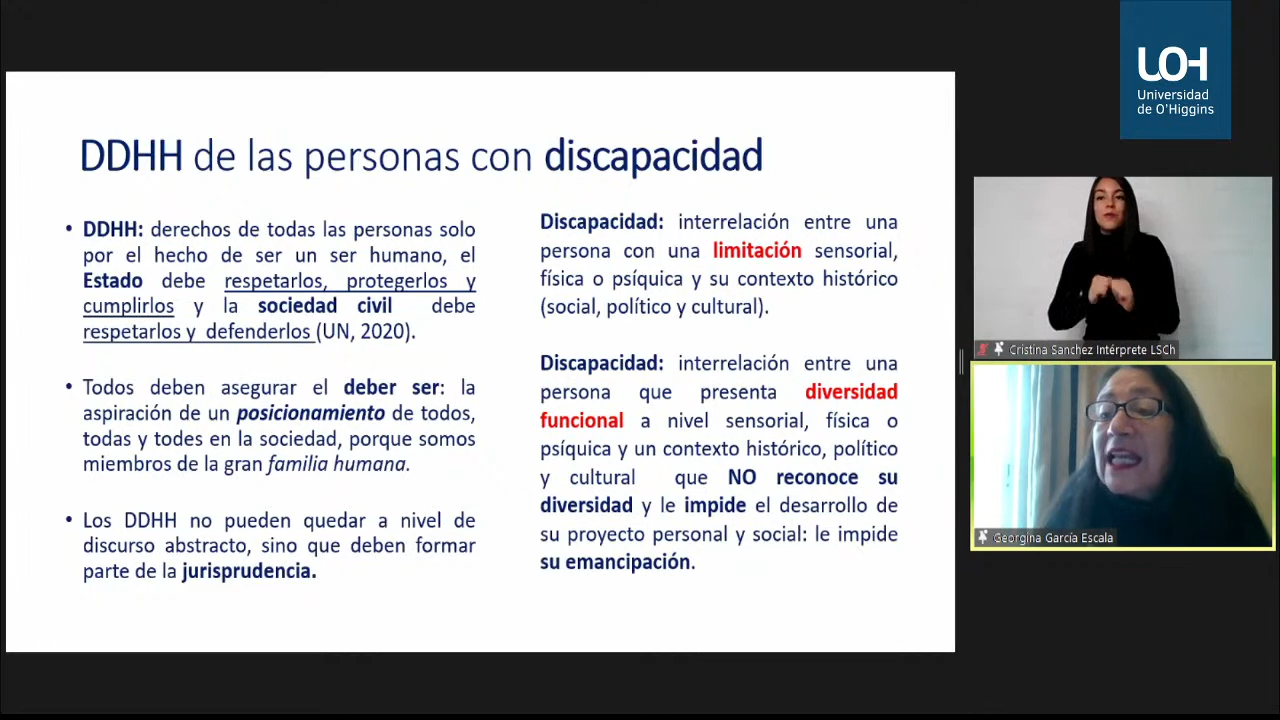 UOH
Universidad
de O'Higgins
DDHH de las personas con discapacidad
• DDHH: derechos de todas las personas solo
por el hecho de ser un ser humano, el
Estado debe respetarlos, protegerlos y
cumplirlos y la sociedad civil debe
respetarlos y defenderlos (UN, 2020).
• Todos deben asegurar el deber ser: la
aspiración de un posicionamiento de todos,
todas y todes en la sociedad, porque somos
miembros de la gran familia humana.
• Los DDHH no pueden quedar a nivel de
discurso abstracto, sino que deben formar
parte de la jurisprudencia.
Discapacidad: interrelación entre una
persona con una limitación sensorial,
física o psíquica y su contexto histórico
(social, político y cultural).
Discapacidad: interrelación entre una
persona que presenta diversidad
funcional a nivel sensorial, física o
psíquica y un contexto histórico, político
y cultural que NO reconoce su
diversidad y le impide el desarrollo de
su proyecto personal y social: le impide
su emancipación.
Cristina Sanchez Intérprete LSCh
Georgina García Escala